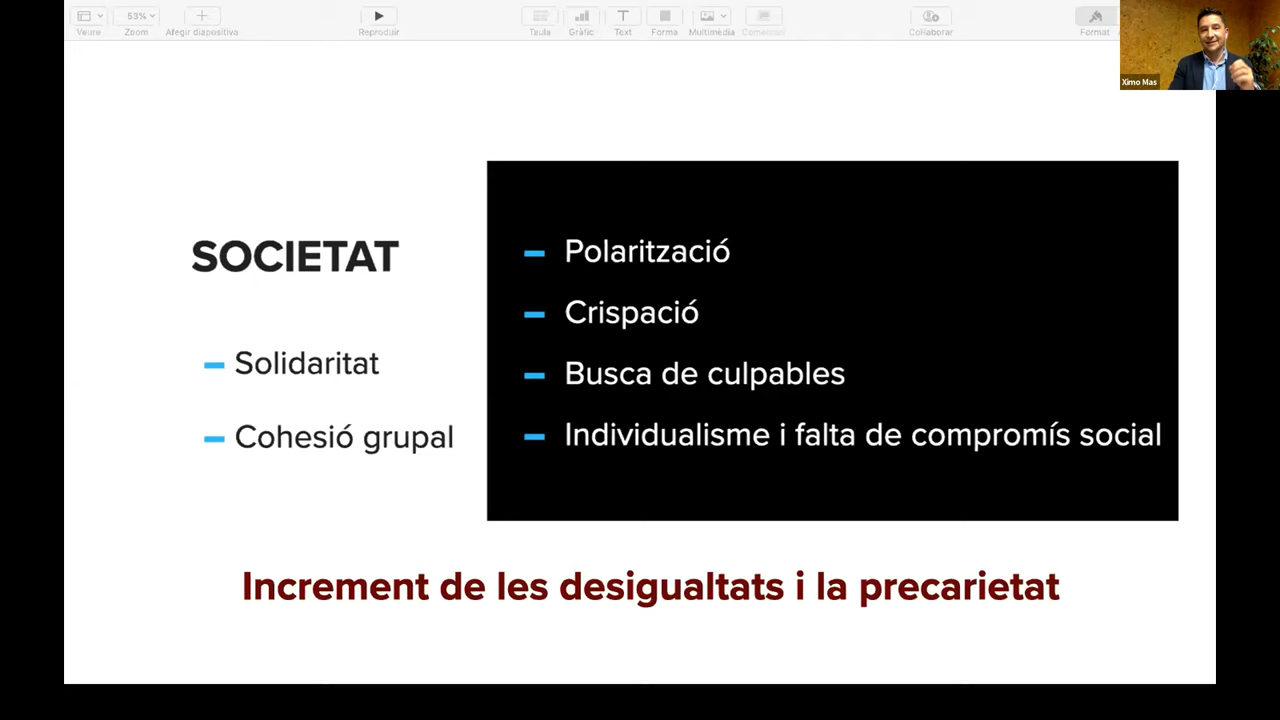 53%
Veure
Zoom
Afegir diapositiva
Reproduir
Taula
Gràfic
Text
Forma
Multimèdia
Comentari
Col·laborar
Format
Ximo Mas
SOCIETAT
Solidaritat
Cohesió grupal
Polarització
Crispació
Busca de culpables
Individualisme i falta de compromís social
Increment de les desigualtats i la precarietat